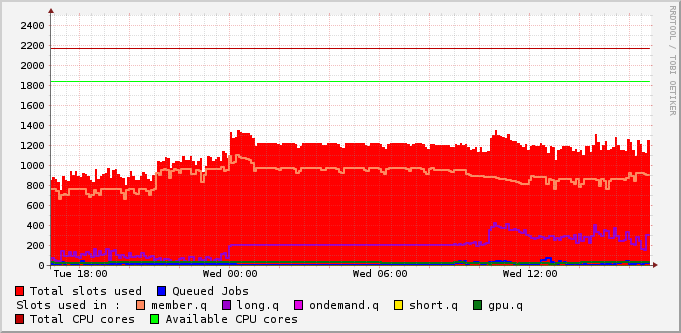 RRDTOOL / TOBI OETIKER
2400
2200
2000
1800
1600
1400
1200
1000
800
600
400
200
0
Tue 18:00 Wed 00:00 Wed 06:00 Wed 12:00
Total slots used Queued Jobs
Slots used in : member.q long.q ondemand.q short.q gpu.q
Total CPU cores Available CPU cores